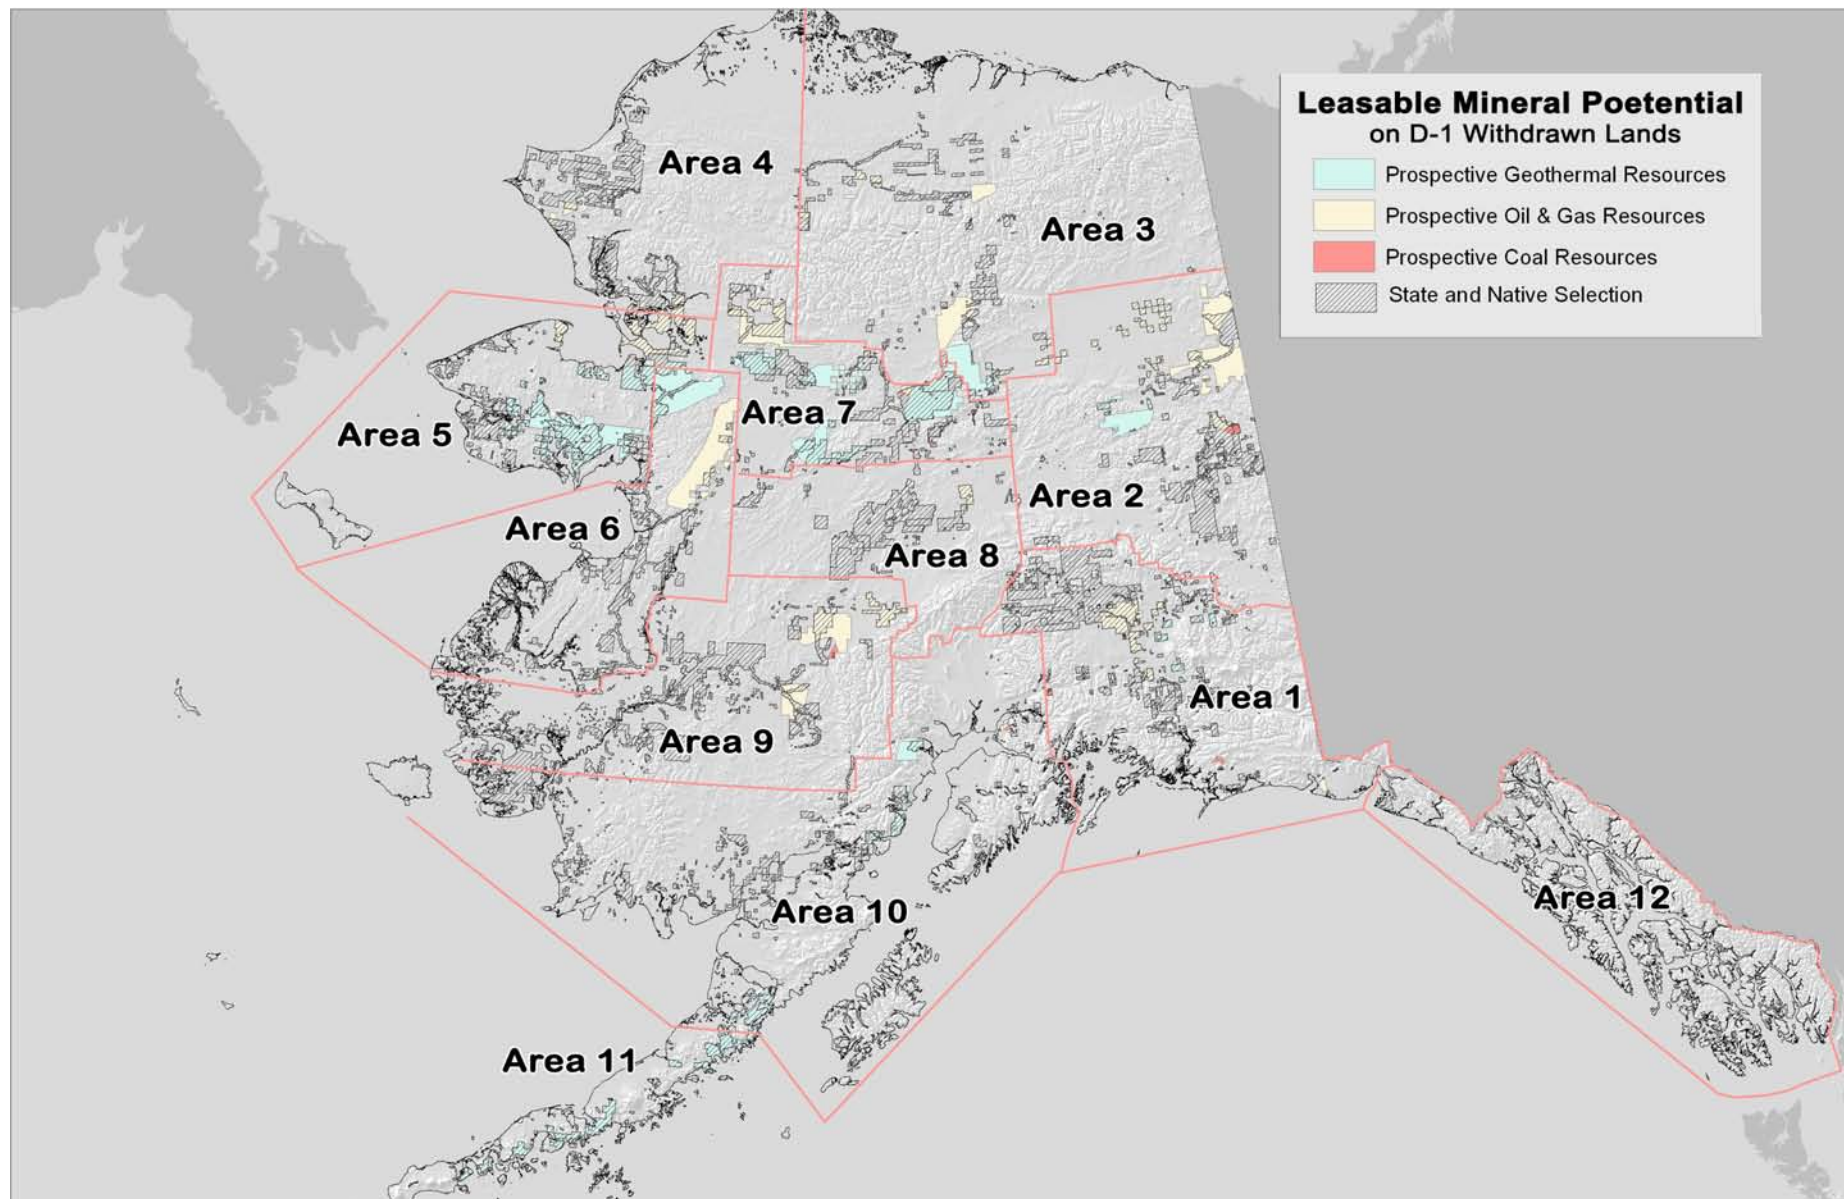 Leasable Mineral Poetential
on D-1 Withdrawn Lands
Prospective Geothermal Resources
Prospective Oil & Gas Resources
Prospective Coal Resources
State and Native Selection
Area 4
Area 3
Area 7
Area 5
Area 2
Area 6
Area 8
Area 1
Area 9
Area 12
Area 10
Area 11